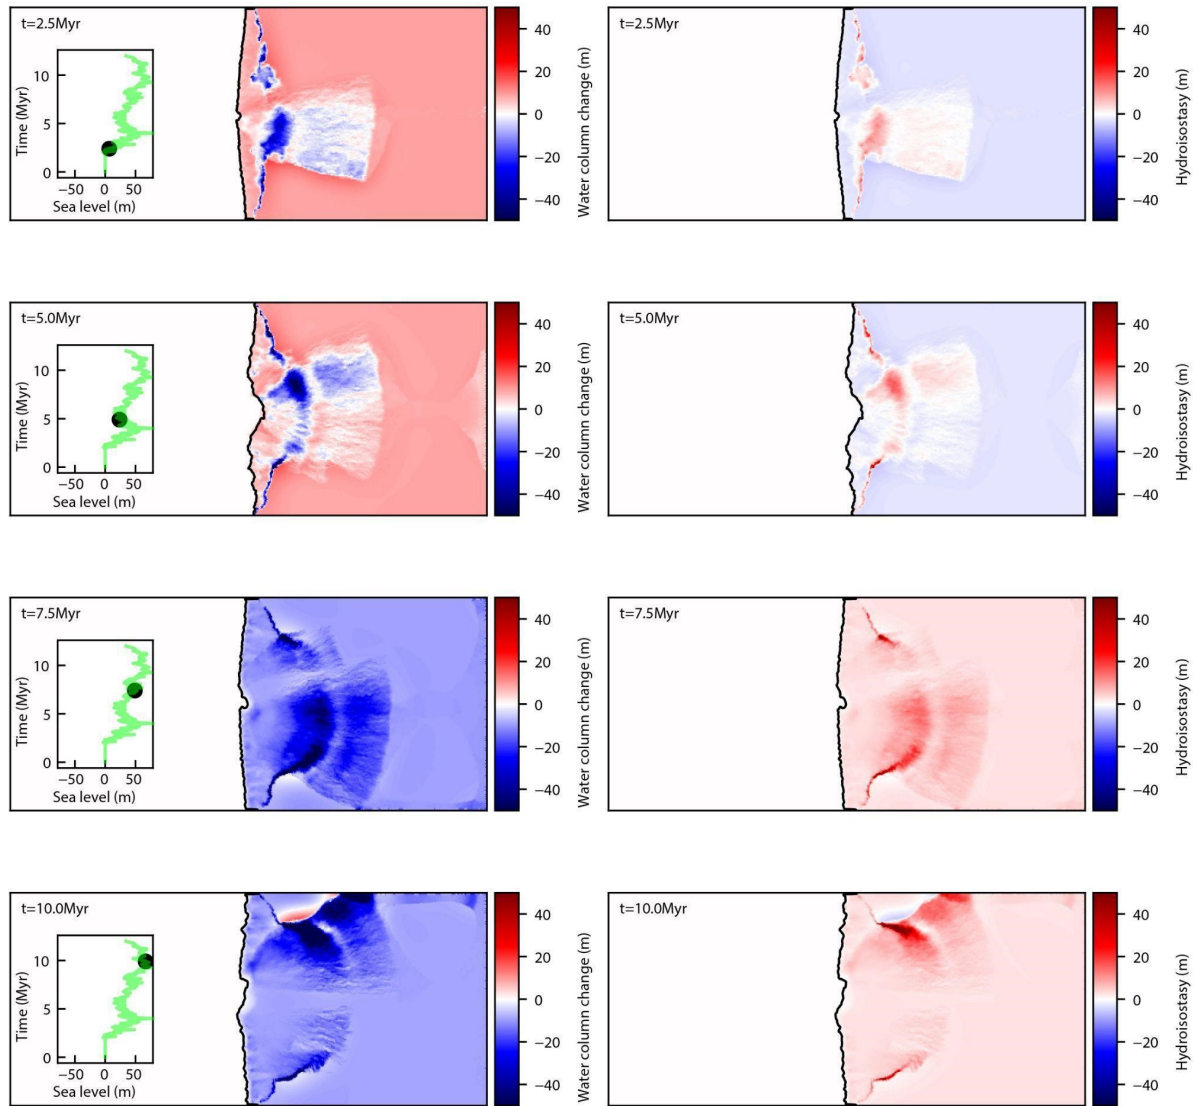 t=2.5Myr
Time (Myr)
10
5
0
−50
0
50
Sea level (m)
40
20
0
−20
−40
Water column change (m)
t=2.5Myr
40
20
0
−20
−40
Hydroisostasy (m)
t=5.0Myr
Time (Myr)
10
5
0
−50
0
50
Sea level (m)
40
20
0
−20
−40
Water column change (m)
t=5.0Myr
40
20
0
−20
−40
Hydroisostasy (m)
t=7.5Myr
Time (Myr)
10
5
0
−50
0
50
Sea level (m)
40
20
0
−20
−40
Water column change (m)
t=7.5Myr
40
20
0
−20
−40
Hydroisostasy (m)
t=10.0Myr
Time (Myr)
10
5
0
−50
0
50
Sea level (m)
40
20
0
−20
−40
Water column change (m)
t=10.0Myr
40
20
0
−20
−40
Hydroisostasy (m)